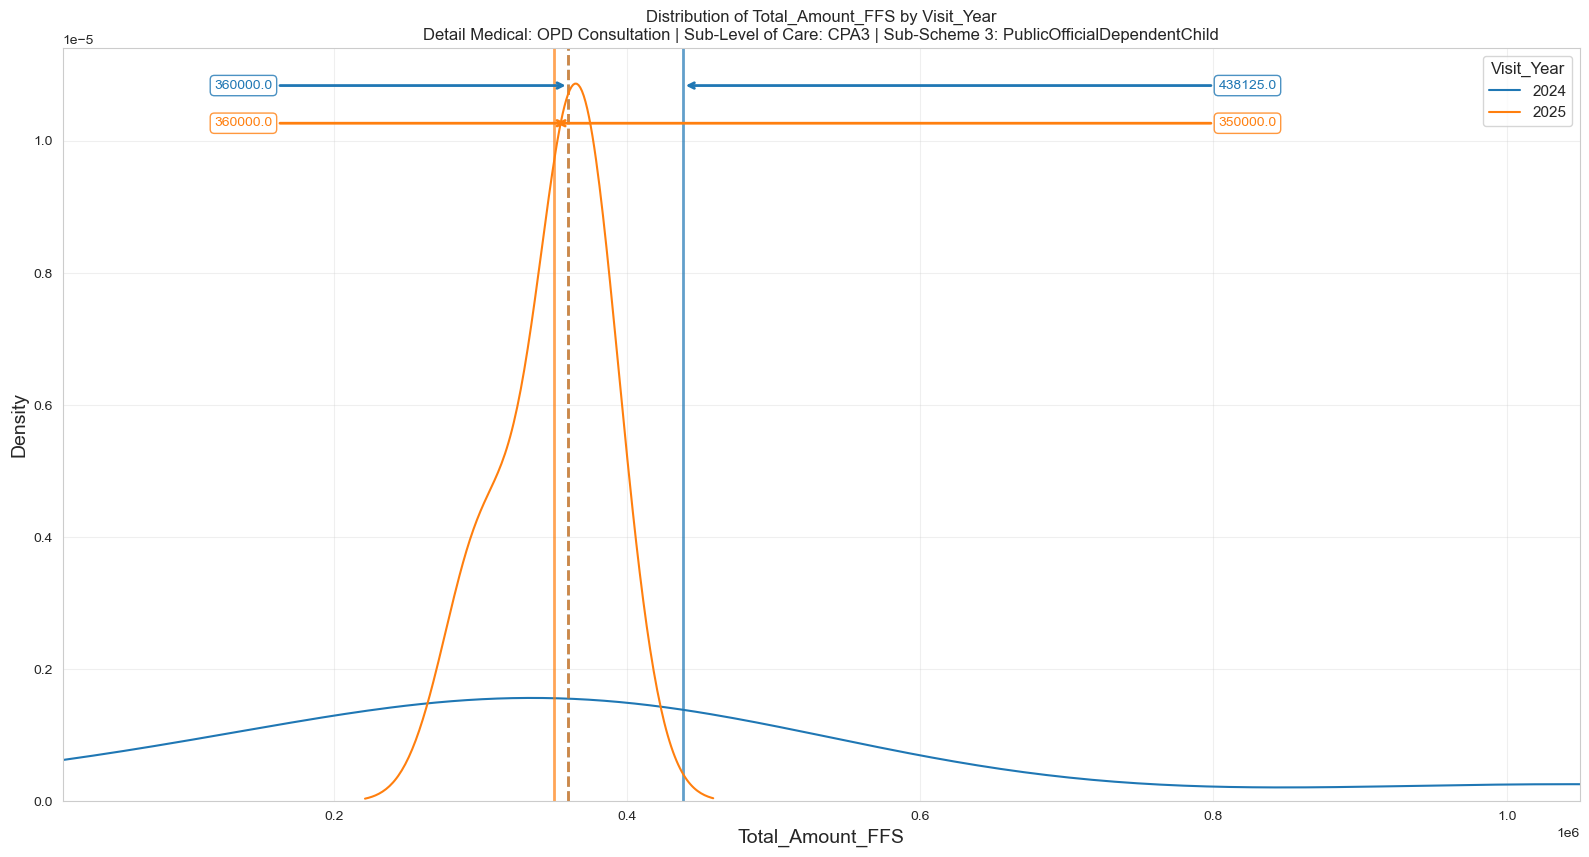 Distribution of Total_Amount_FFS by Visit_Year
Detail Medical: OPD Consultation | Sub-Level of Care: CPA3 | Sub-Scheme 3: PublicOfficialDependentChild
1e−5
Visit_Year
2024
2025
360000.0
438125.0
360000.0
350000.0
1.0
0.8
0.6
0.4
0.2
0.0
Density
0.2
0.4
0.6
0.8
1.0
1e6
Total_Amount_FFS